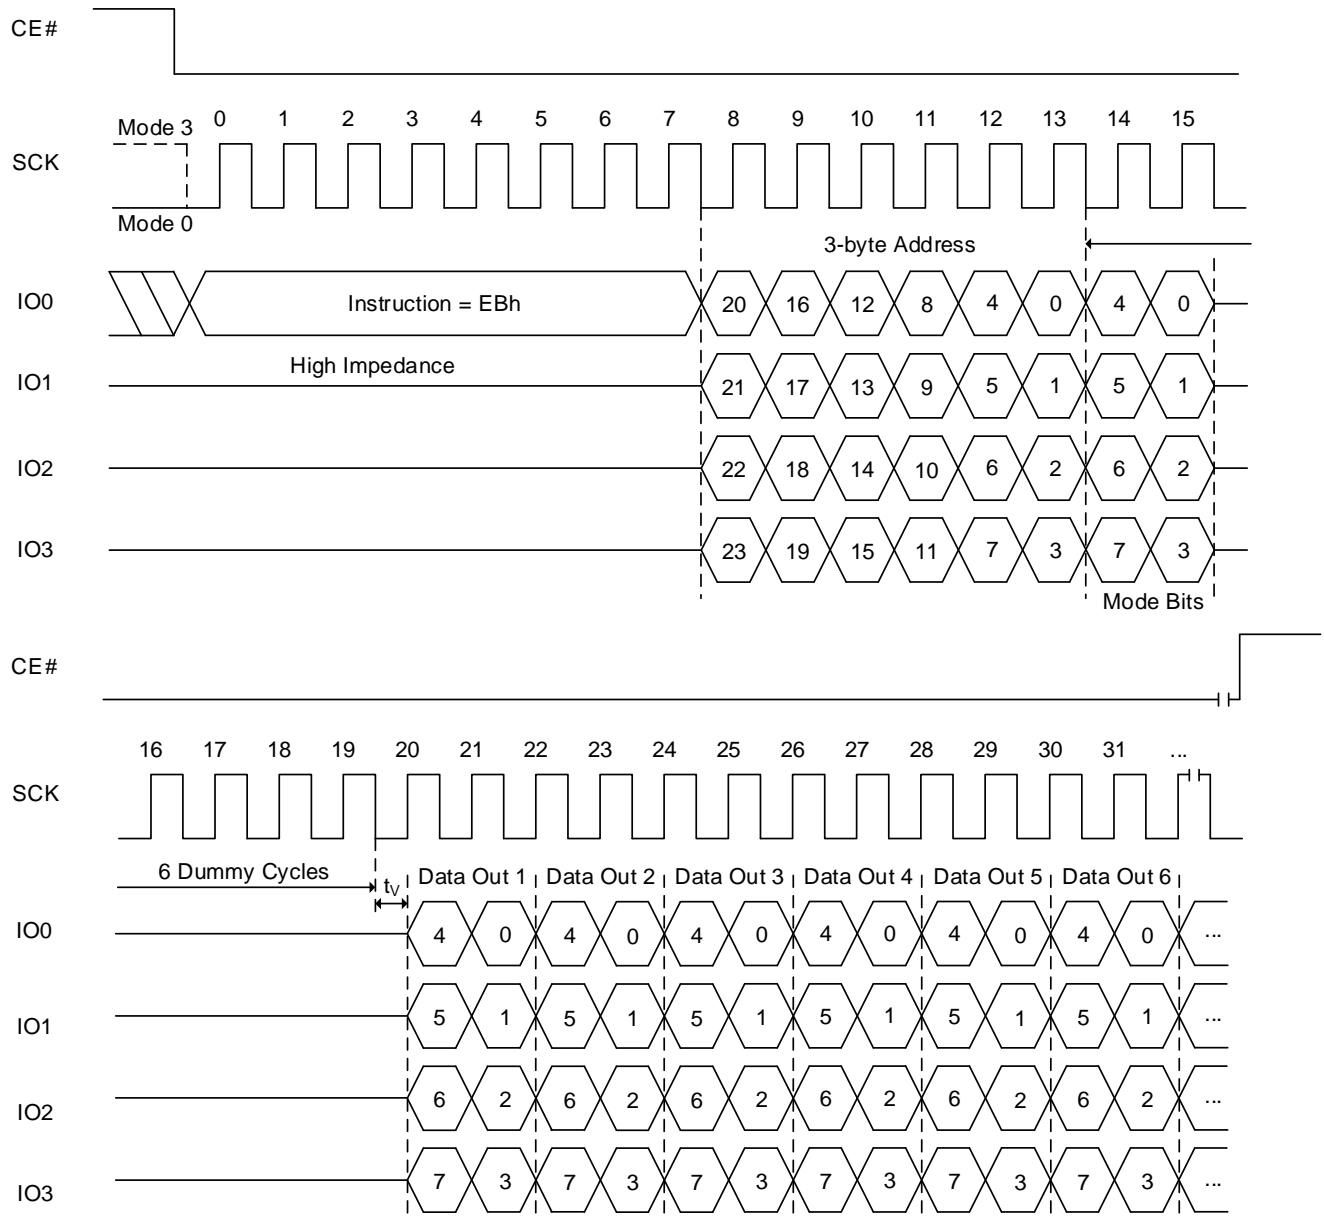 CE#
Mode 3 0 1 2 3 4 5 6 7 8 9 10 11 12 13 14 15
SCK
Mode 0
3-byte Address
IO0 Instruction = EBh 20 16 12 8 4 0 4 0
High Impedance
IO1 21 17 13 9 5 1 5 1
IO2 22 18 14 10 6 2 6 2
IO3 23 19 15 11 7 3 7 3
Mode Bits
CE#
16 17 18 19 20 21 22 23 24 25 26 27 28 29 30 31 ...
SCK
6 Dummy Cycles tV Data Out 1 Data Out 2 Data Out 3 Data Out 4 Data Out 5 Data Out 6
IO0 4 0 4 0 4 0 4 0 4 0 4 0 ...
IO1 5 1 5 1 5 1 5 1 5 1 5 1 ...
IO2 6 2 6 2 6 2 6 2 6 2 6 2 ...
IO3 7 3 7 3 7 3 7 3 7 3 7 3 ...